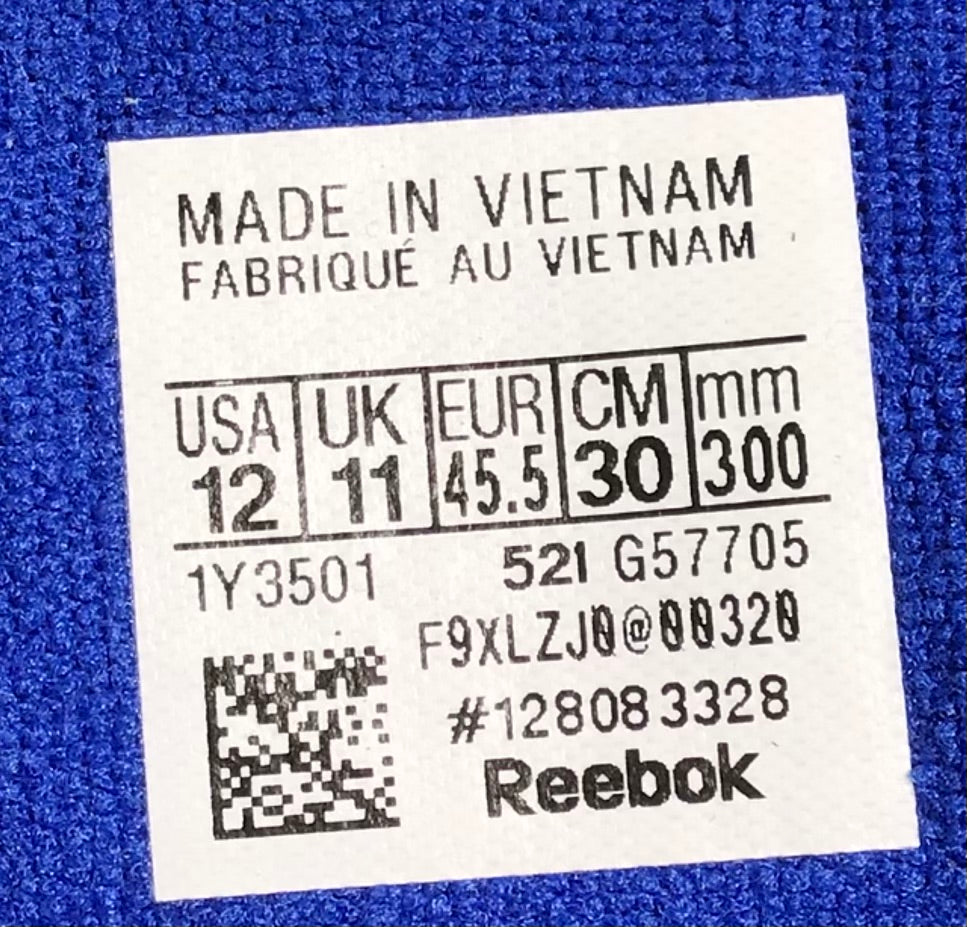 MADE IN VIETNAM
FABRIQUÉ AU VIETNAM
USA UK EUR CM mm
12 11 45.5 30 300
1Y3501 521 G57705
F9XLZJ0@00320
#128083328
Reebok